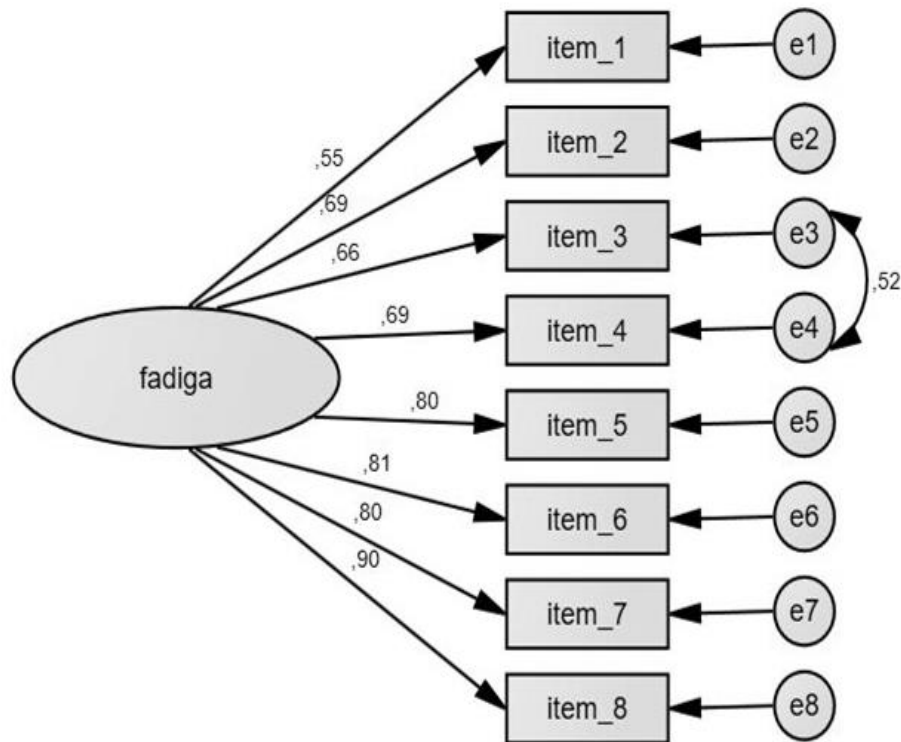 item_1
e1
item_2
e2
,55
,69
item_3
e3
,66
,52
,69
item_4
e4
fadiga
,80
item_5
e5
,81
item_6
e6
,80
,90
item_7
e7
item_8
e8